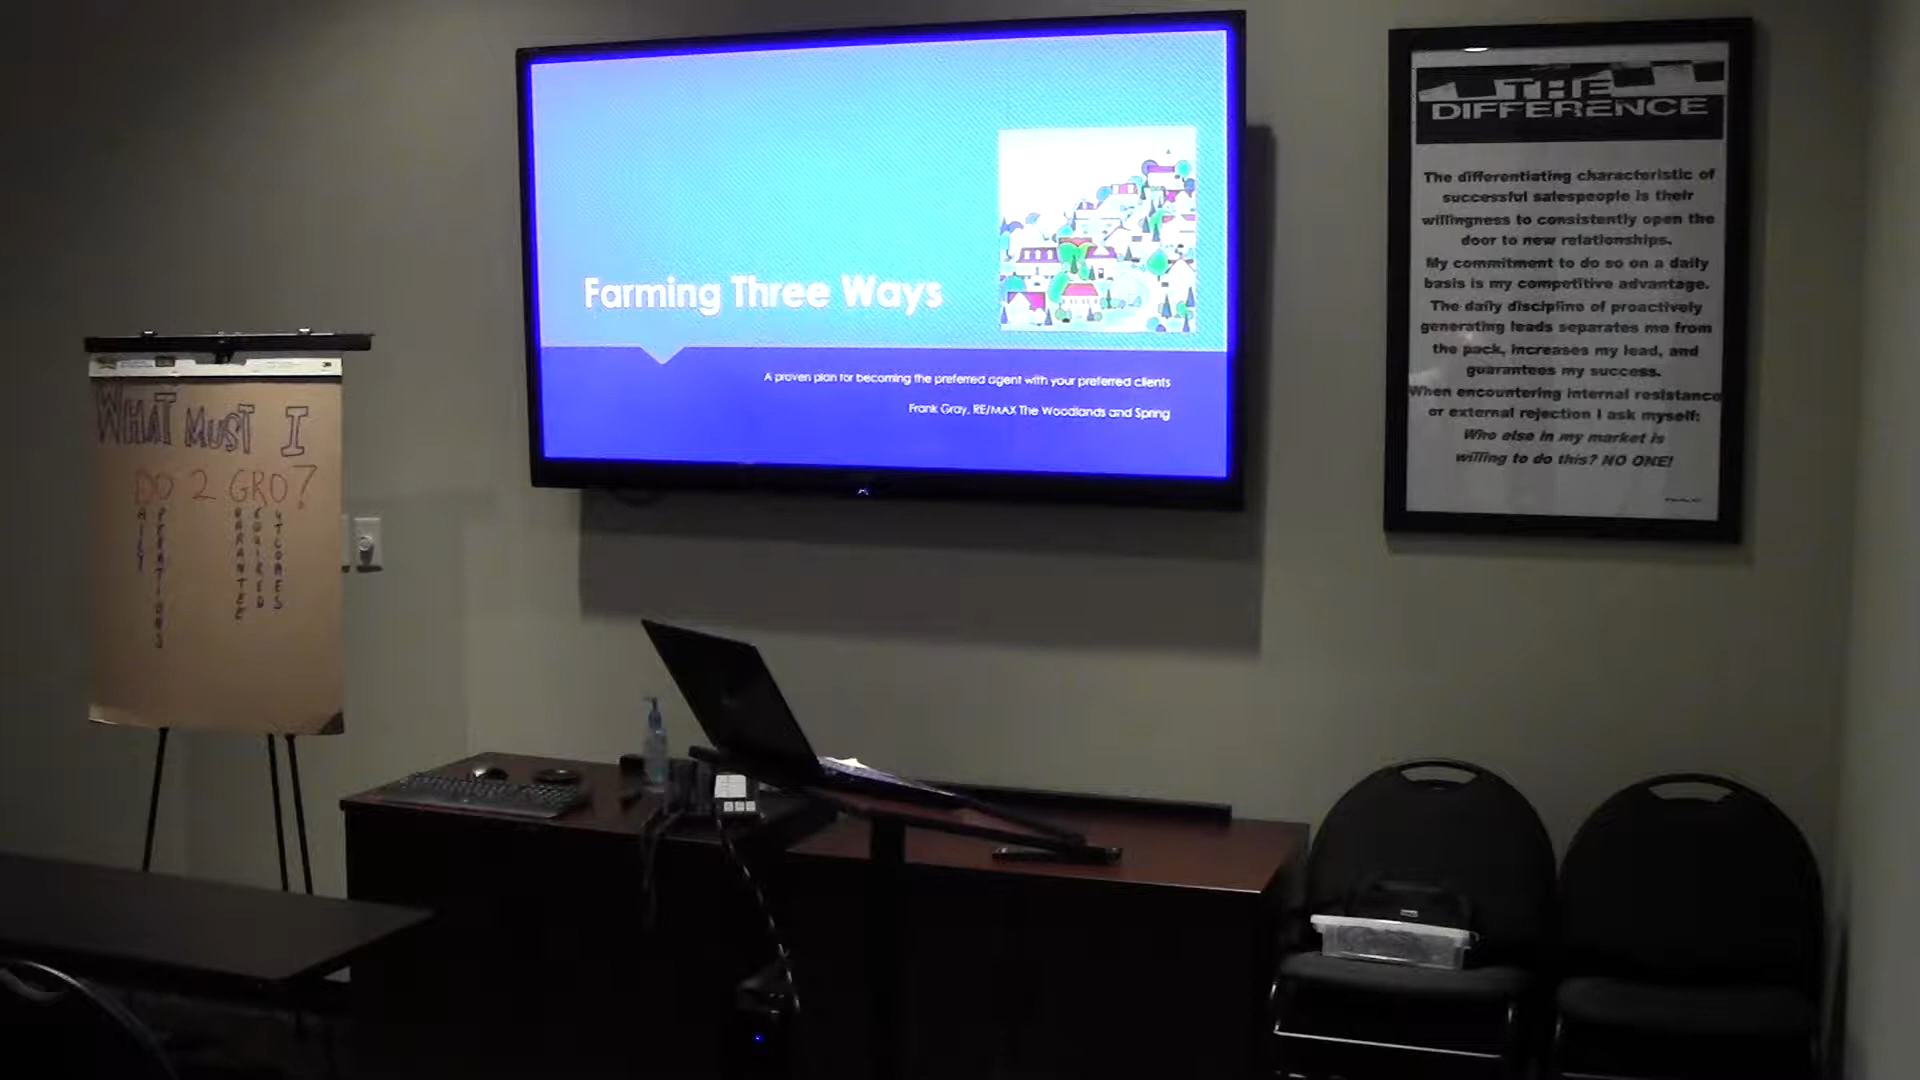 WHAT MUST I
DO 2 GRO?
DAILY
OPERATIONS
GARANTEE
REQUIRED
OUTCOMES
Farming Three Ways
A proven plan for becoming the preferred agent with your preferred clients
Frank Gray, RE/MAX The Woodlands and Spring
THE
DIFFERENCE
The differentiating characteristic of
successful salespeople is their
willingness to consistently open the
door to new relationships.
My commitment to do so on a daily
basis is my competitive advantage.
The daily discipline of proactively
generating leads separates me from
the pack, increases my lead, and
guarantees my success.
When encountering internal resistance
or external rejection I ask myself:
Who else in my market is
willing to do this? NO ONE!